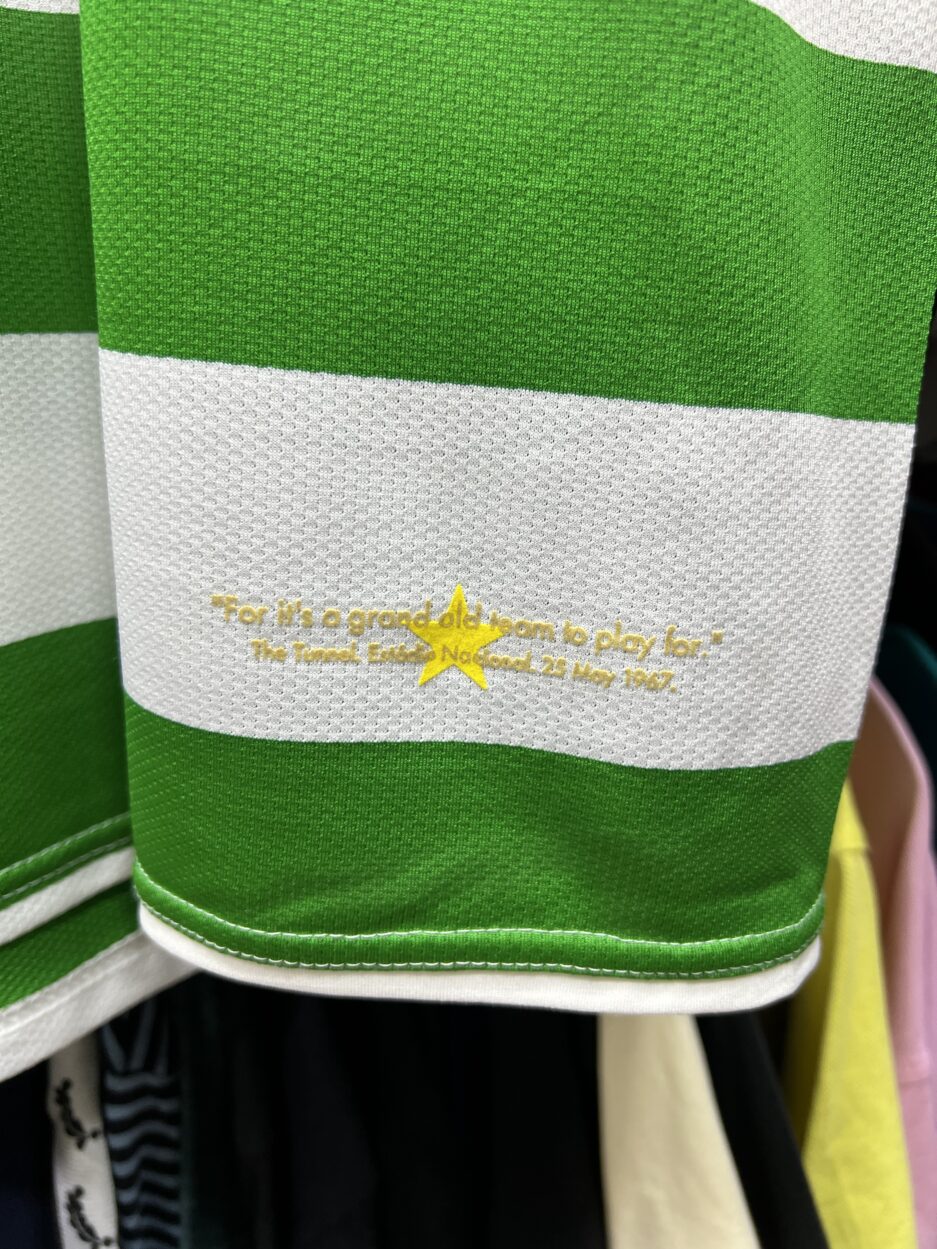 "For it's a grand old team to play for."
The Tunnel. Estádio Nacional. 25 May 1967.